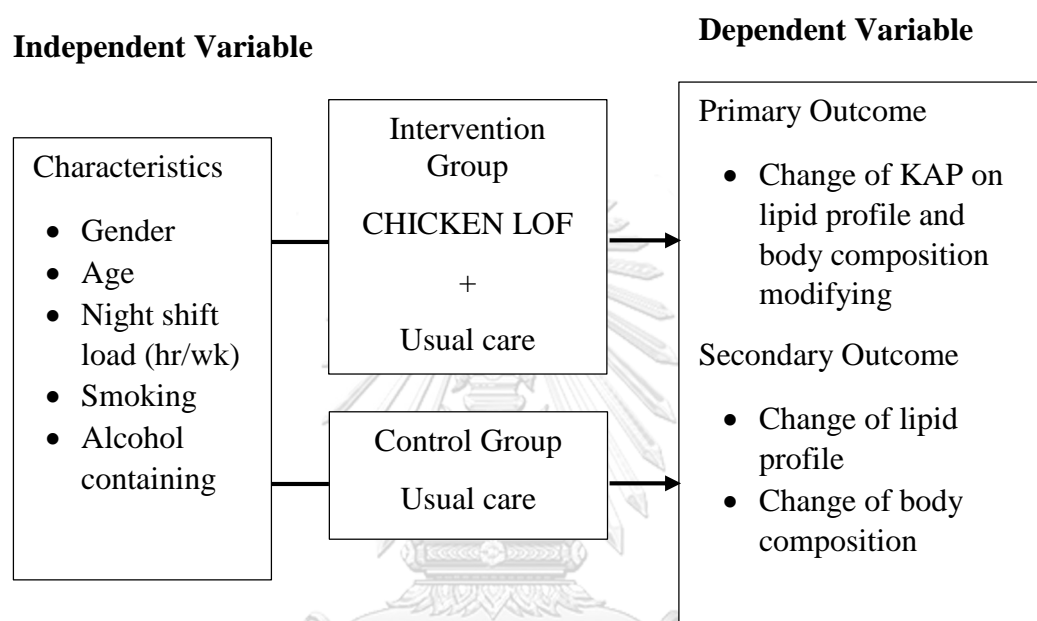 Independent Variable
Characteristics
• Gender
• Age
• Night shift
load (hr/wk)
• Smoking
• Alcohol
containing
Intervention
Group
CHICKEN LOF
+
Usual care
Control Group
Usual care
Dependent Variable
Primary Outcome
• Change of KAP on
lipid profile and
body composition
modifying
Secondary Outcome
• Change of lipid
profile
• Change of body
composition